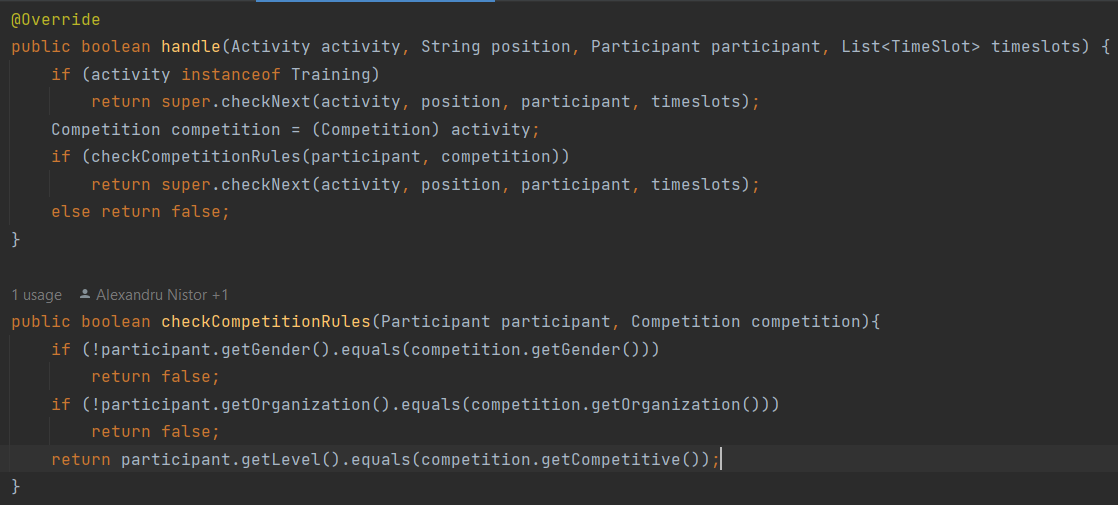 @Override
public boolean handle(Activity activity, String position, Participant participant, List<TimeSlot> timeslots) {
    if (activity instanceof Training)
        return super.checkNext(activity, position, participant, timeslots);
    Competition competition = (Competition) activity;
    if (checkCompetitionRules(participant, competition))
        return super.checkNext(activity, position, participant, timeslots);
    else return false;
}
1 usage Alexandru Nistor +1
public boolean checkCompetitionRules(Participant participant, Competition competition){
    if (!participant.getGender().equals(competition.getGender()))
        return false;
    if (!participant.getOrganization().equals(competition.getOrganization()))
        return false;
    return participant.getLevel().equals(competition.getCompetitive());
}